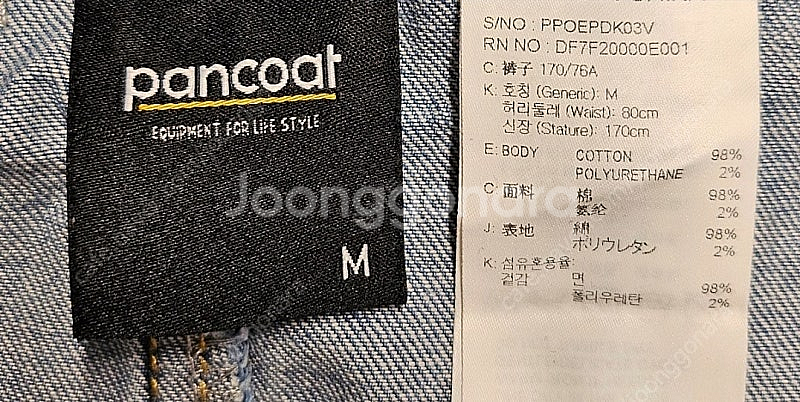 pancoat
EQUIPMENT FOR LIFE STYLE
M
S/NO : PPOEPDK03V
RN NO : DF7F20000E001
C: 裤子 170/76A
K: 호칭 (Generic): M
허리둘레 (Waist): 80cm
신장 (Stature): 170cm
E: BODY COTTON 98%
POLYURETHANE 2%
C: 面料 棉 98%
氨纶 2%
J: 表地 綿 98%
ポリウレタン 2%
K: 섬유혼용율:
겉감 면 98%
폴리우레탄 2%
Joonggonara